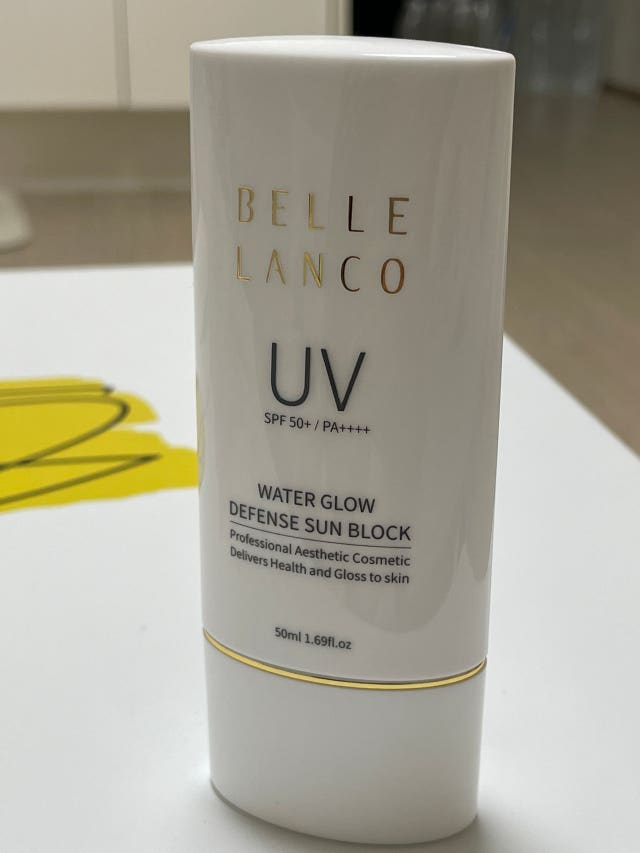 BELLE
LANCO
UV
SPF 50+ / PA++++
WATER GLOW
DEFENSE SUN BLOCK
Professional Aesthetic Cosmetic
Delivers Health and Gloss to skin
50ml 1.69fl.oz